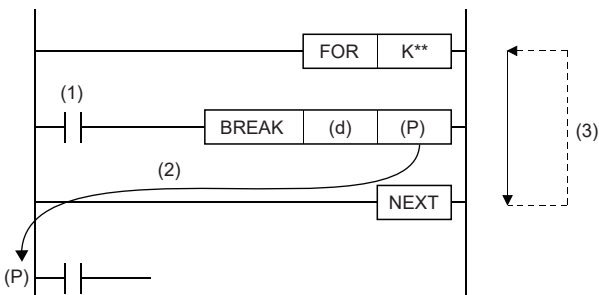 FOR K**
(1)
BREAK (d) (P)
(3)
(2)
NEXT
(P)